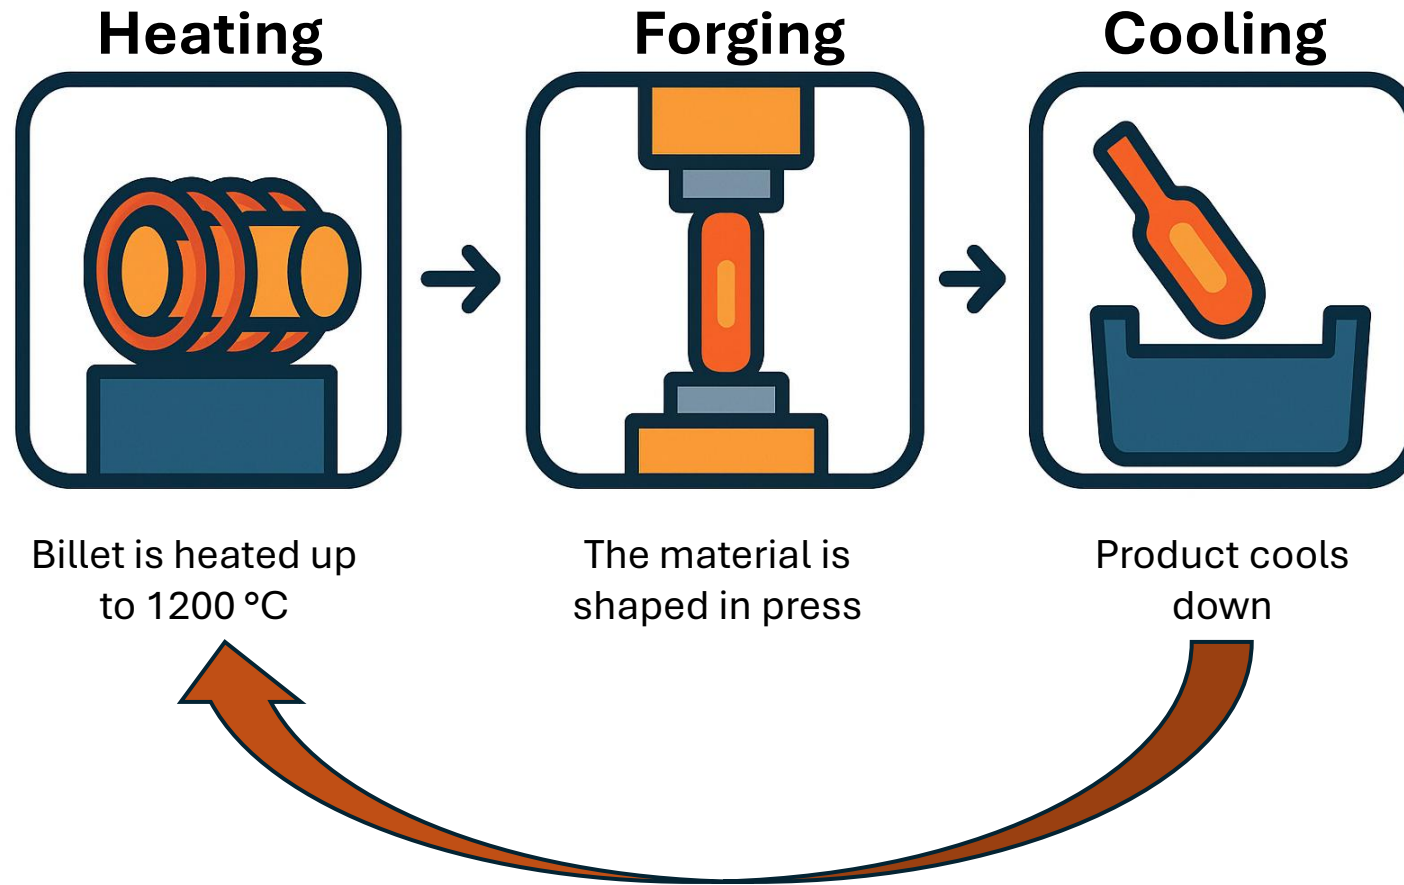 Heating
Forging
Cooling
Billet is heated up
to 1200 °C
The material is
shaped in press
Product cools
down